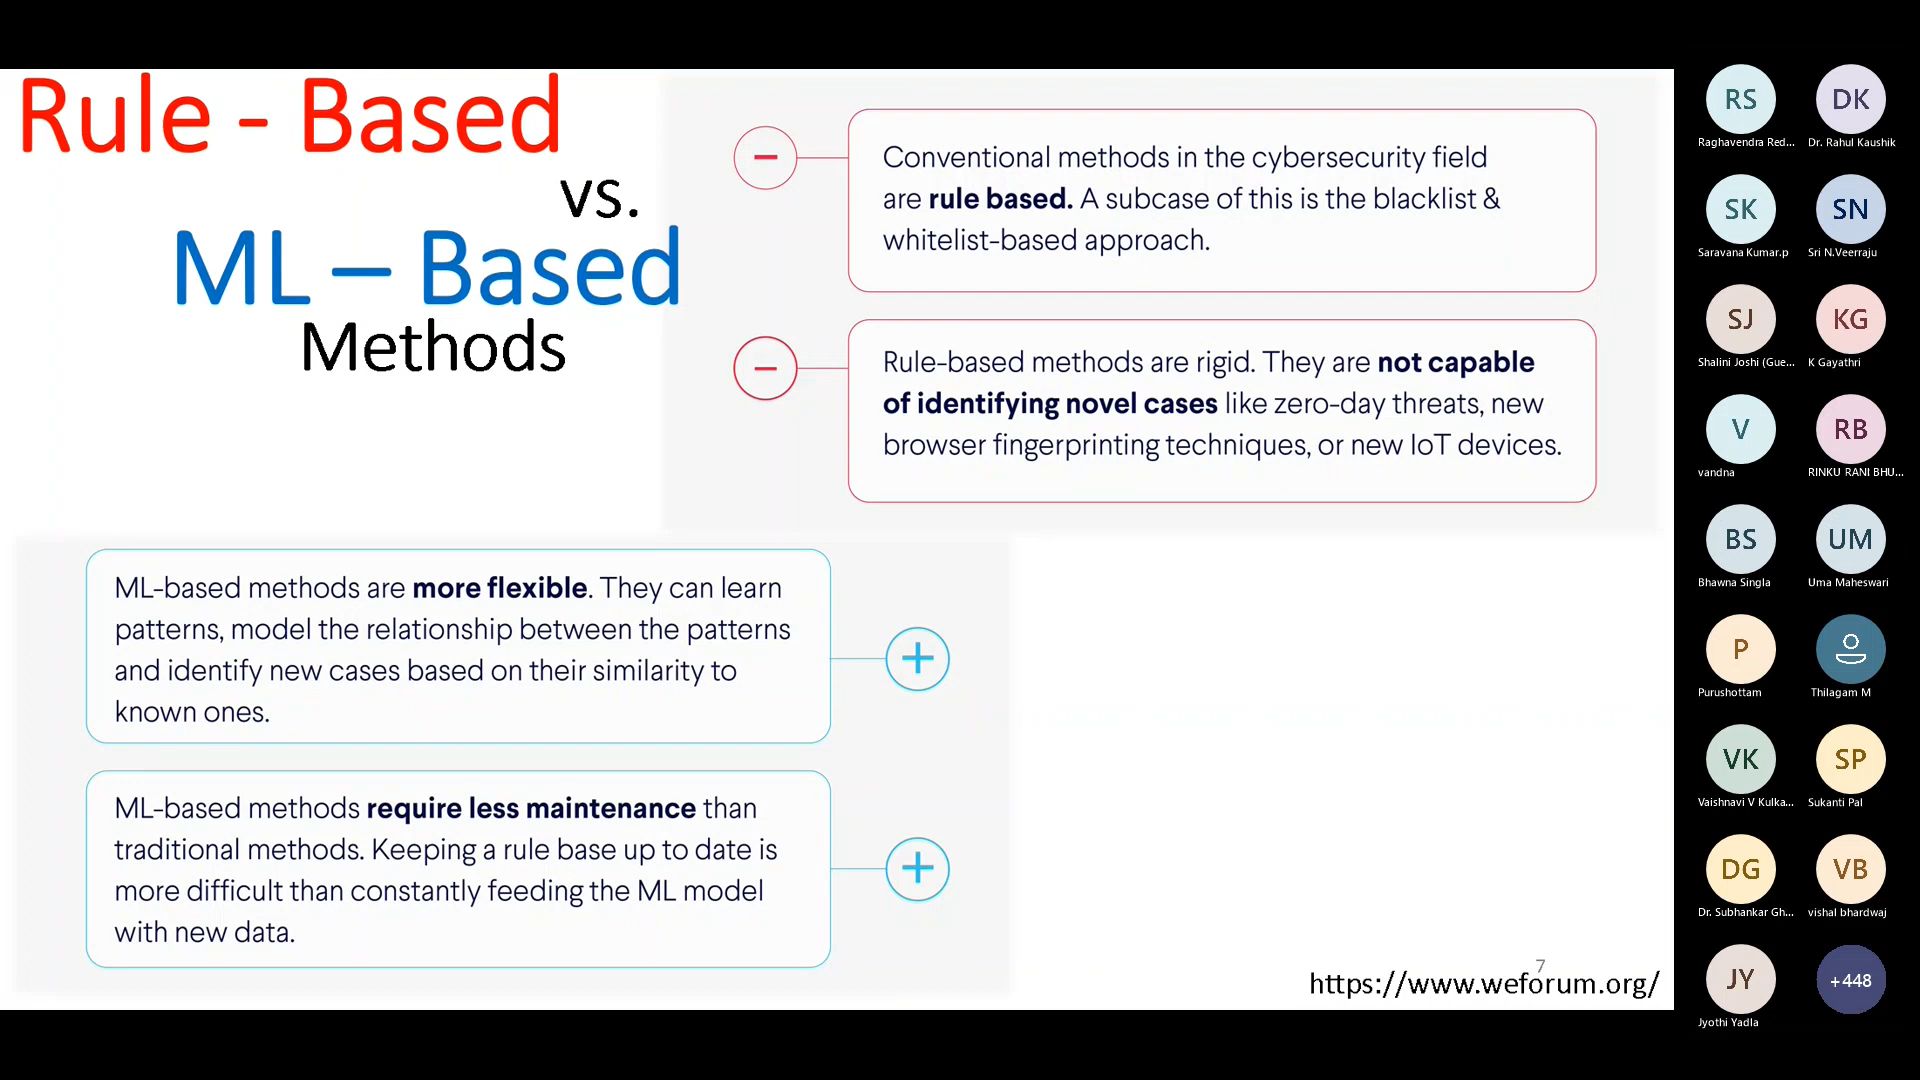 Rule - Based
vs.
ML – Based
Methods
Conventional methods in the cybersecurity field
are rule based. A subcase of this is the blacklist &
whitelist-based approach.
Rule-based methods are rigid. They are not capable
of identifying novel cases like zero-day threats, new
browser fingerprinting techniques, or new IoT devices.
ML-based methods are more flexible. They can learn
patterns, model the relationship between the patterns
and identify new cases based on their similarity to
known ones.
ML-based methods require less maintenance than
traditional methods. Keeping a rule base up to date is
more difficult than constantly feeding the ML model
with new data.
7
https://www.weforum.org/
RS
Raghavendra Red...
DK
Dr. Rahul Kaushik
SK
Saravana Kumar.p
SN
Sri N.Veerraju
SJ
Shalini Joshi (Gue...
KG
K Gayathri
V
vandna
RB
RINKU RANI BHU...
BS
Bhawna Singla
UM
Uma Maheswari
P
Purushottam
Thilagam M
VK
Vaishnavi V Kulka...
SP
Sukanti Pal
DG
Dr. Subhankar Gh...
VB
vishal bhardwaj
JY
Jyothi Yadla
+448